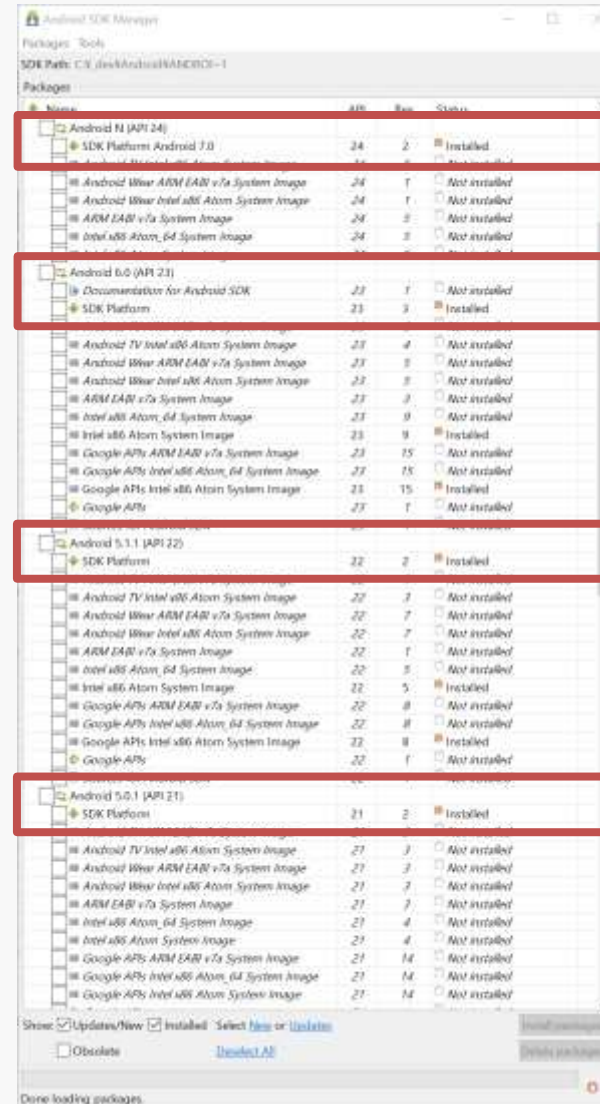 Android SDK Manager
Packages Tools
SDK Path:
Packages
Name API Rev. Status
Android N (API 24)
SDK Platform Android 7.0 24 2 Installed
Android Wear ARM EABI v7a System Image 24 1 Not installed
Android Wear Intel x86 Atom System Image 24 1 Not installed
ARM EABI v7a System Image 24 Not installed
Intel x86 Atom_64 System Image 24 Not installed
Android 6.0 (API 23)
Documentation for Android SDK 23 1 Not installed
SDK Platform 23 3 Installed
Android TV Intel x86 Atom System Image 23 4 Not installed
Android Wear ARM EABI v7a System Image 23 Not installed
Android Wear Intel x86 Atom System Image 23 Not installed
ARM EABI v7a System Image 23 3 Not installed
Intel x86 Atom_64 System Image 23 9 Not installed
Intel x86 Atom System Image 23 9 Installed
Google APIs ARM EABI v7a System Image 23 15 Not installed
Google APIs Intel x86 Atom_64 System Image 23 15 Not installed
Google APIs Intel x86 Atom System Image 23 15 Installed
Google APIs 23 1 Not installed
Android 5.1.1 (API 22)
SDK Platform 22 2 Installed
Android TV Intel x86 Atom System Image 22 3 Not installed
Android Wear ARM EABI v7a System Image 22 7 Not installed
Android Wear Intel x86 Atom System Image 22 7 Not installed
ARM EABI v7a System Image 22 1 Not installed
Intel x86 Atom_64 System Image 22 5 Not installed
Intel x86 Atom System Image 22 5 Installed
Google APIs ARM EABI v7a System Image 22 8 Not installed
Google APIs Intel x86 Atom_64 System Image 22 8 Not installed
Google APIs Intel x86 Atom System Image 22 8 Installed
Google APIs 22 1 Not installed
Android 5.0.1 (API 21)
SDK Platform 21 2 Installed
Android TV Intel x86 Atom System Image 21 3 Not installed
Android Wear ARM EABI v7a System Image 21 3 Not installed
Android Wear Intel x86 Atom System Image 21 3 Not installed
ARM EABI v7a System Image 21 3 Not installed
Intel x86 Atom_64 System Image 21 4 Not installed
Intel x86 Atom System Image 21 4 Not installed
Google APIs ARM EABI v7a System Image 21 14 Not installed
Google APIs Intel x86 Atom_64 System Image 21 14 Not installed
Google APIs Intel x86 Atom System Image 21 14 Not installed
Show: Updates/New Installed Select New or Updates Install packages
Obsolete Deselect All Delete packages
Done loading packages.